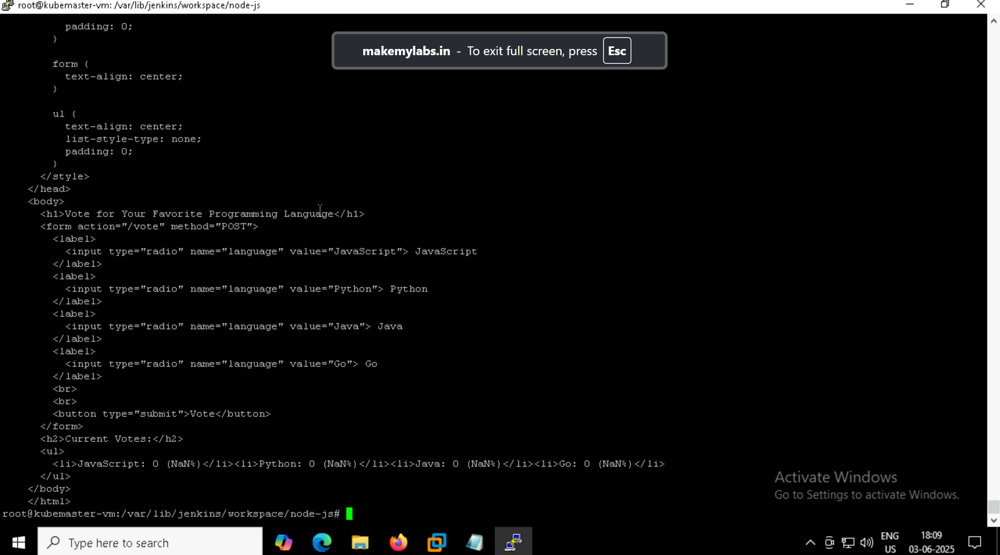 root@kubemaster-vm: /var/lib/jenkins/workspace/node-js
padding: 0;
}
makemylabs.in - To exit full screen, press Esc
form {
text-align: center;
}
ul {
text-align: center;
list-style-type: none;
padding: 0;
}
</style>
</head>
<body>
<h1>Vote for Your Favorite Programming Language</h1>
<form action="/vote" method="POST">
<label>
<input type="radio" name="language" value="JavaScript"> JavaScript
</label>
<label>
<input type="radio" name="language" value="Python"> Python
</label>
<label>
<input type="radio" name="language" value="Java"> Java
</label>
<label>
<input type="radio" name="language" value="Go"> Go
</label>
<br>
<br>
<button type="submit">Vote</button>
</form>
<h2>Current Votes:</h2>
<ul>
<li>JavaScript: 0 (NaN%)</li><li>Python: 0 (NaN%)</li><li>Java: 0 (NaN%)</li><li>Go: 0 (NaN%)</li>
</ul>
</body>
</html>
root@kubemaster-vm:/var/lib/jenkins/workspace/node-js#
Activate Windows
Go to Settings to activate Windows.
Type here to search
ENG
US
18:09
03-06-2025